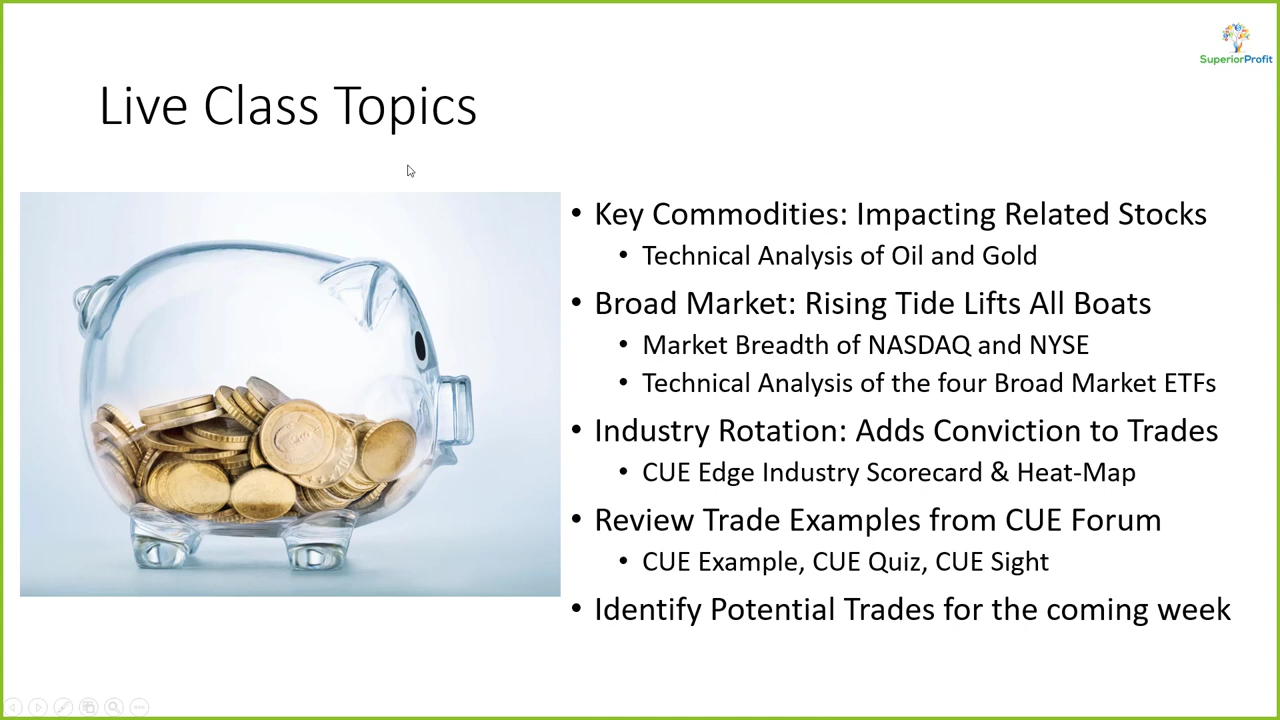 SuperiorProfit
Live Class Topics
• Key Commodities: Impacting Related Stocks
• Technical Analysis of Oil and Gold
• Broad Market: Rising Tide Lifts All Boats
• Market Breadth of NASDAQ and NYSE
• Technical Analysis of the four Broad Market ETFs
• Industry Rotation: Adds Conviction to Trades
• CUE Edge Industry Scorecard & Heat-Map
• Review Trade Examples from CUE Forum
• CUE Example, CUE Quiz, CUE Sight
• Identify Potential Trades for the coming week